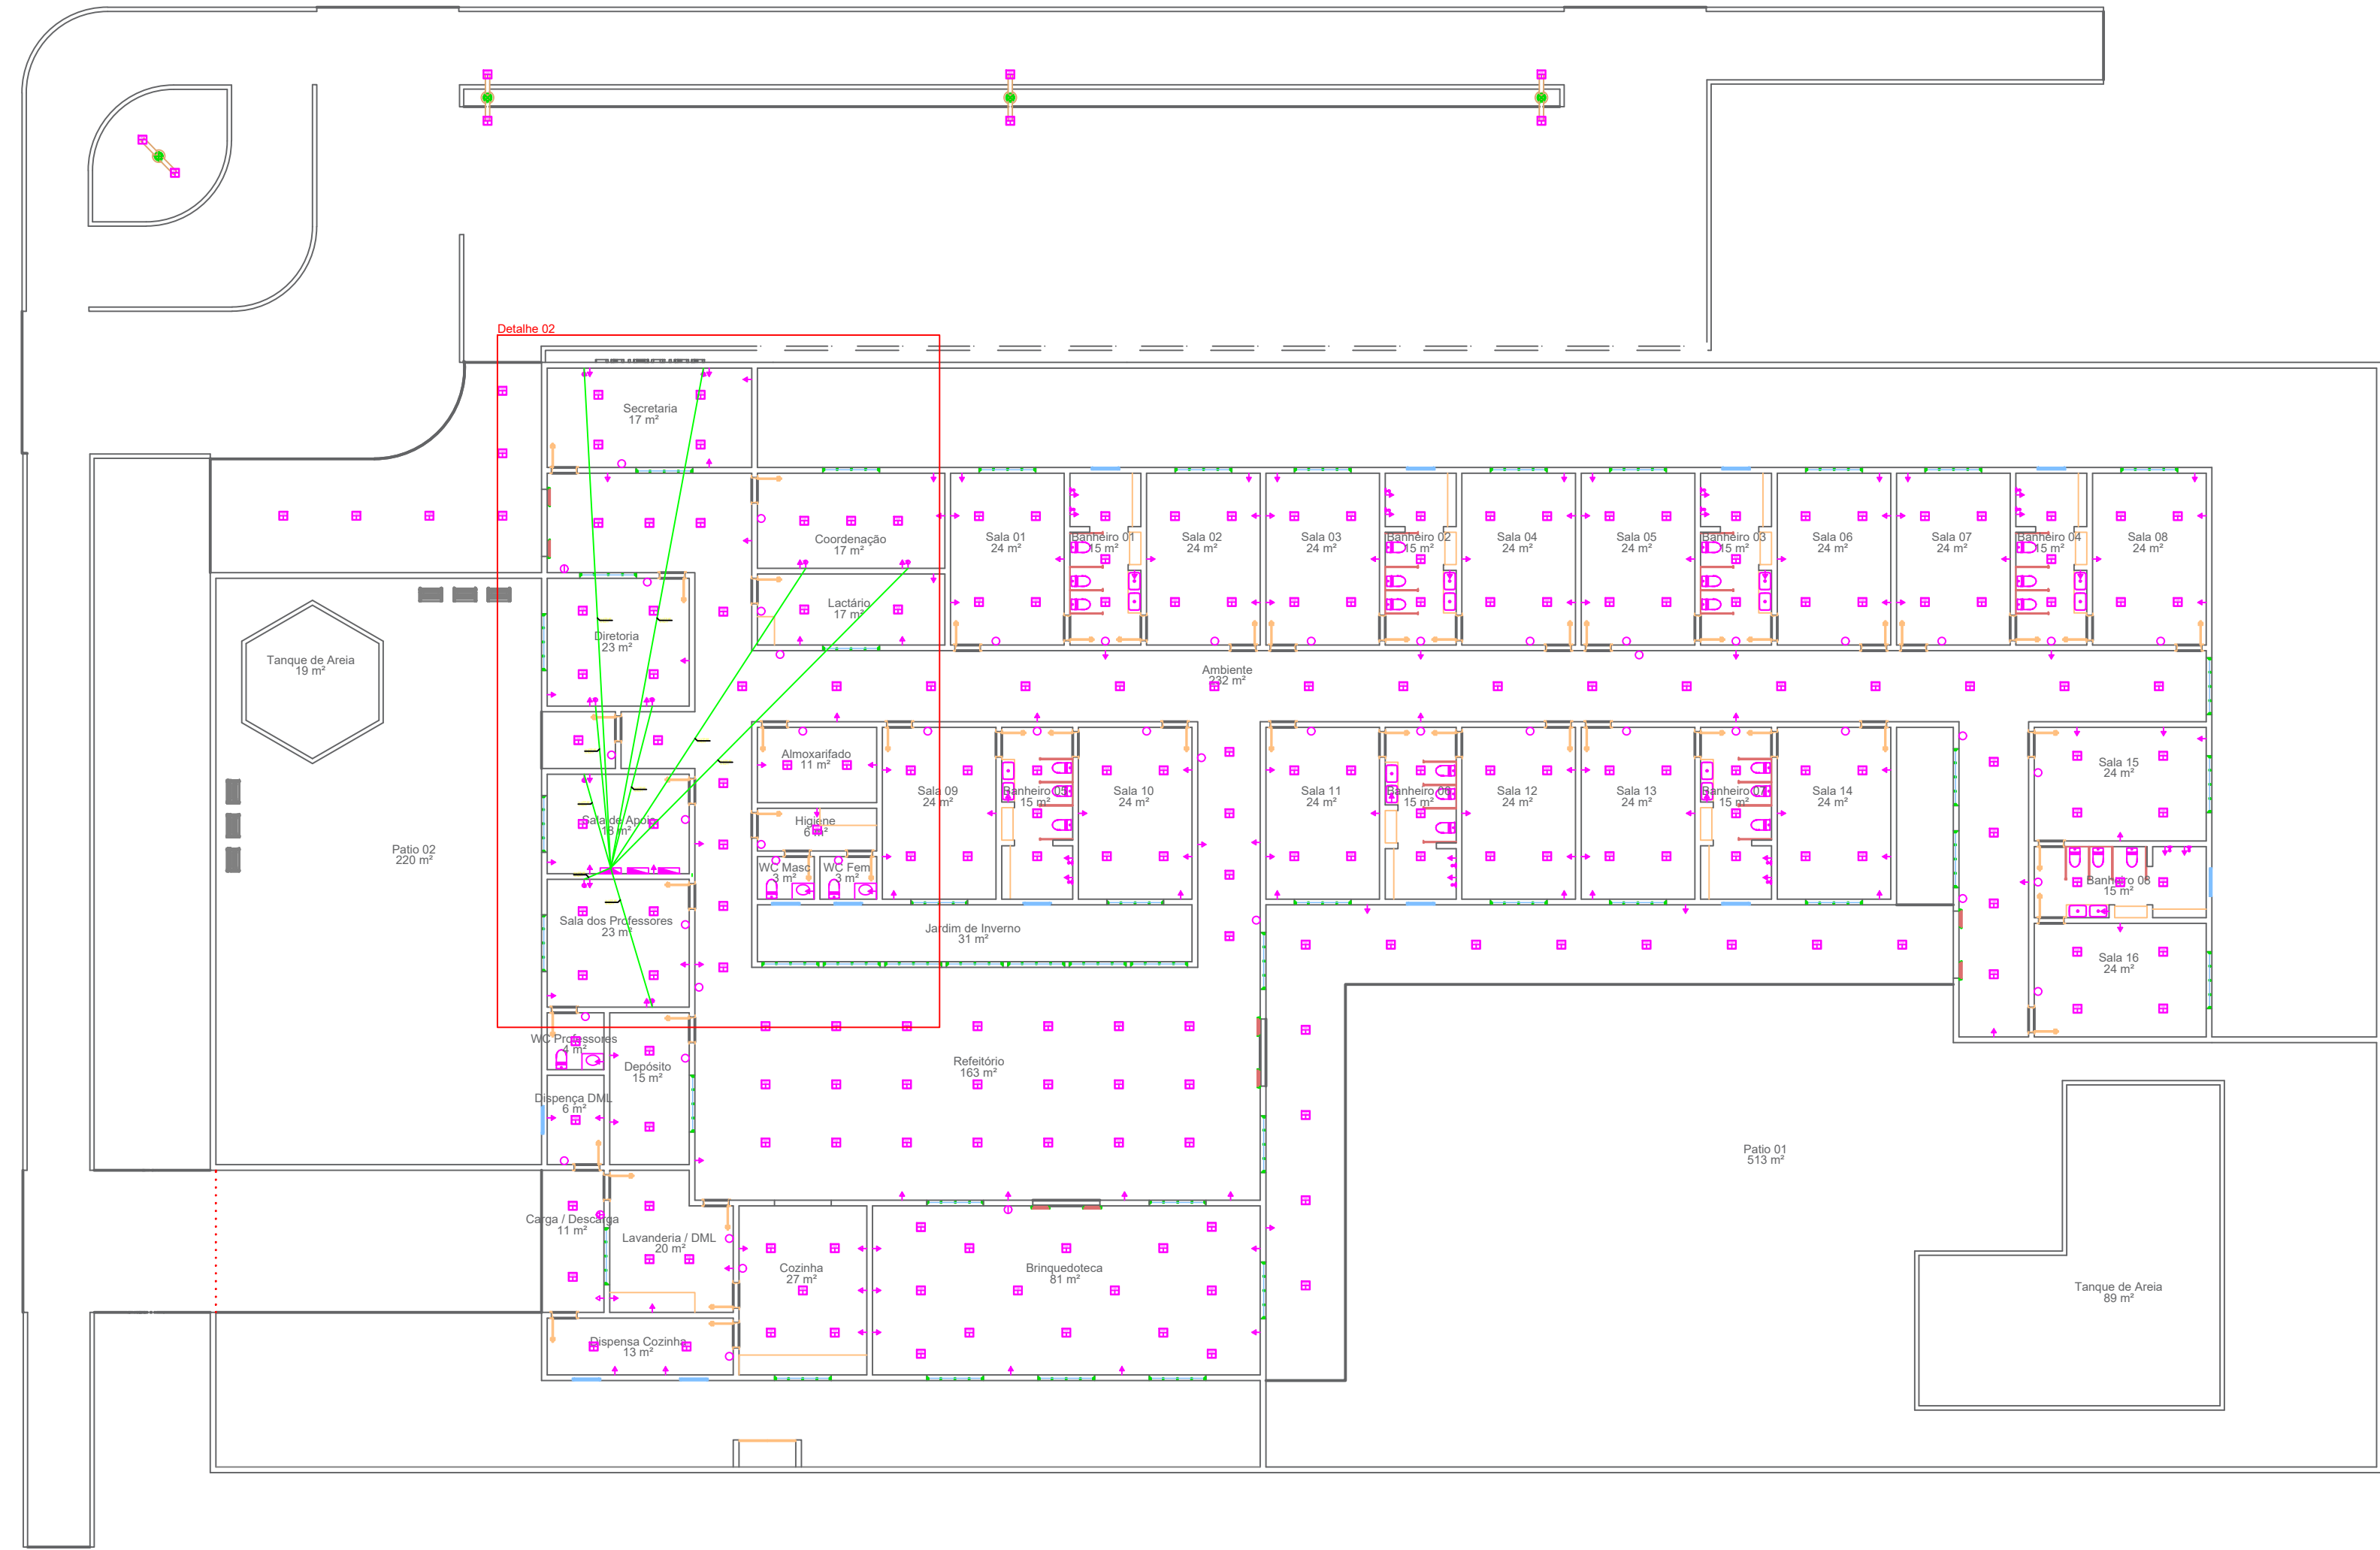 Detalhe 02
Secretaria
17 m²
Coordenação
17 m²
Sala 01
24 m²
Banheiro 01
15 m²
Sala 02
24 m²
Sala 03
24 m²
Banheiro 02
15 m²
Sala 04
24 m²
Sala 05
24 m²
Banheiro 03
15 m²
Sala 06
24 m²
Sala 07
24 m²
Banheiro 04
15 m²
Sala 08
24 m²
Lactário
17 m²
Diretoria
23 m²
Tanque de Areia
19 m²
Ambiente
232 m²
Almoxarifado
11 m²
Sala 09
24 m²
Banheiro 05
15 m²
Sala 10
24 m²
Sala 11
24 m²
Banheiro 06
15 m²
Sala 12
24 m²
Sala 13
24 m²
Banheiro 07
15 m²
Sala 14
24 m²
Sala 15
24 m²
Sala de Apoio
18 m²
Higiene
6 m²
Patio 02
220 m²
WC Masc
3 m²
WC Fem
3 m²
Banheiro 08
15 m²
Sala dos Professores
23 m²
Jardim de Inverno
31 m²
Sala 16
24 m²
WC Professores
4 m²
Depósito
15 m²
Refeitório
163 m²
Dispença DML
6 m²
Patio 01
513 m²
Carga / Descarga
11 m²
Lavanderia / DML
20 m²
Cozinha
27 m²
Brinquedoteca
81 m²
Tanque de Areia
89 m²
Dispensa Cozinha
13 m²